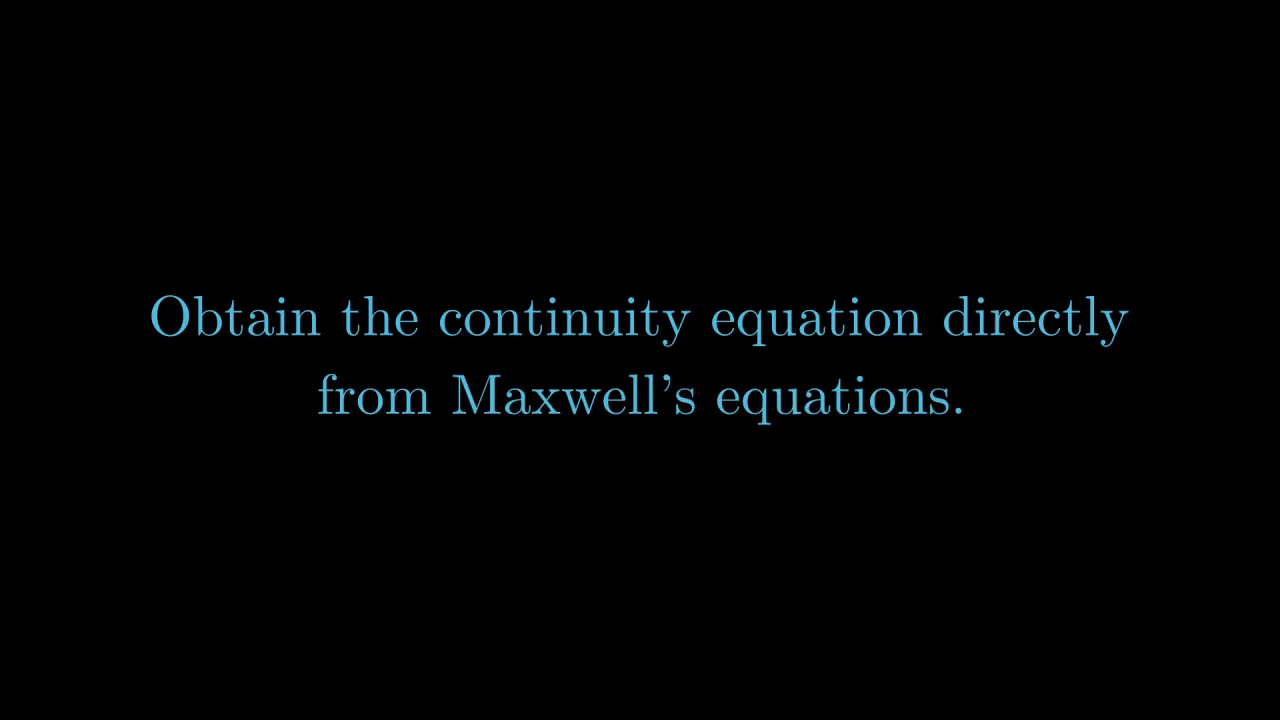 Obtain the continuity equation directly
from Maxwell's equations.